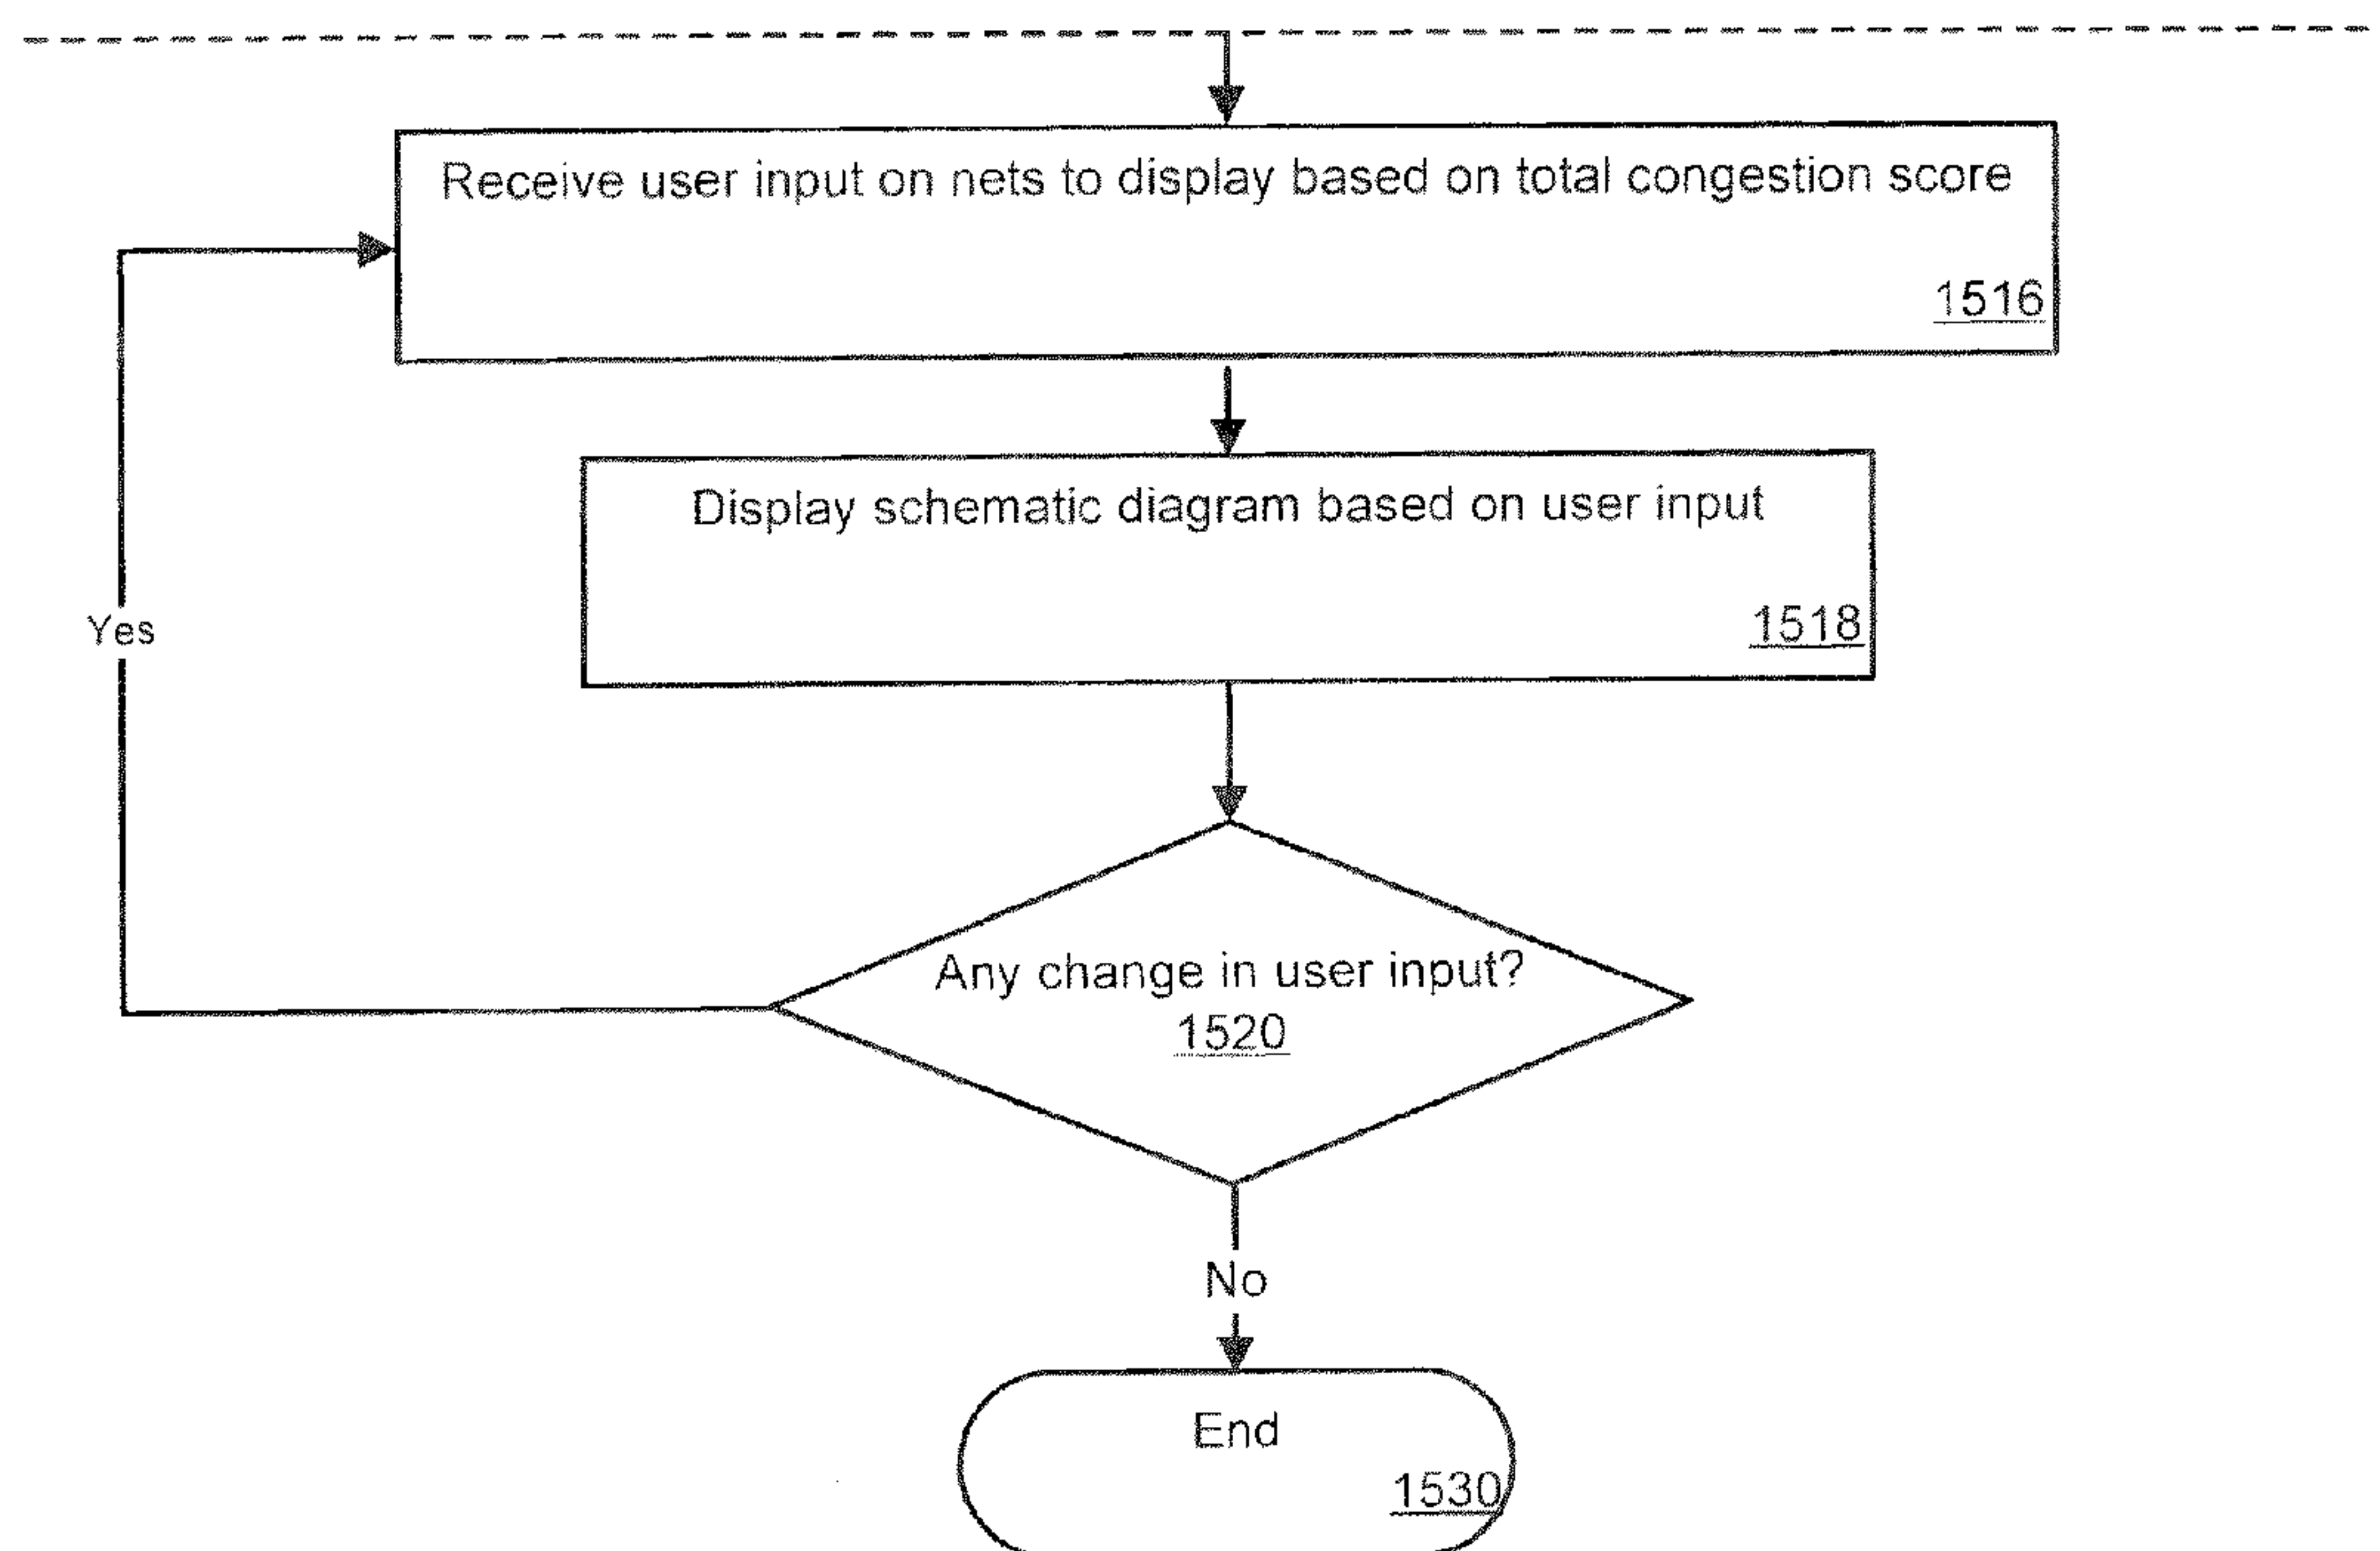 Receive user input on nets to display based on total congestion score
1516
Display schematic diagram based on user input
1518
Yes
Any change in user input?
1520
No
End
1530